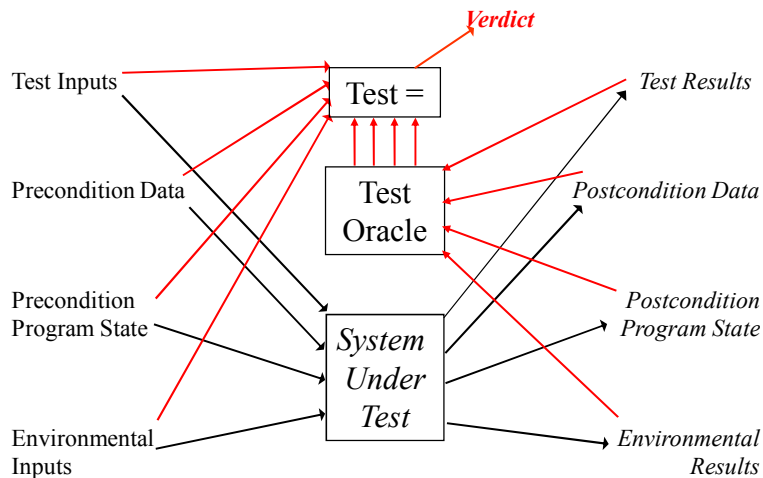 Verdict
Test Inputs
Test =
Test Results
Precondition Data
Test
Oracle
Postcondition Data
Precondition
Program State
System
Under
Test
Postcondition
Program State
Environmental
Inputs
Environmental
Results